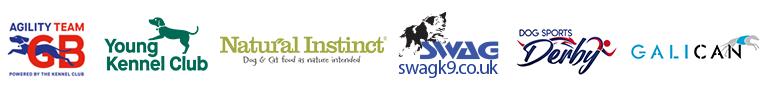 AGILITY TEAM
GB
POWERED BY THE KENNEL CLUB
Young
Kennel Club
Natural Instinct®
Dog & Cat food as nature intended
SWAG
swagk9.co.uk
DOG SPORTS
Derby
GALICAN